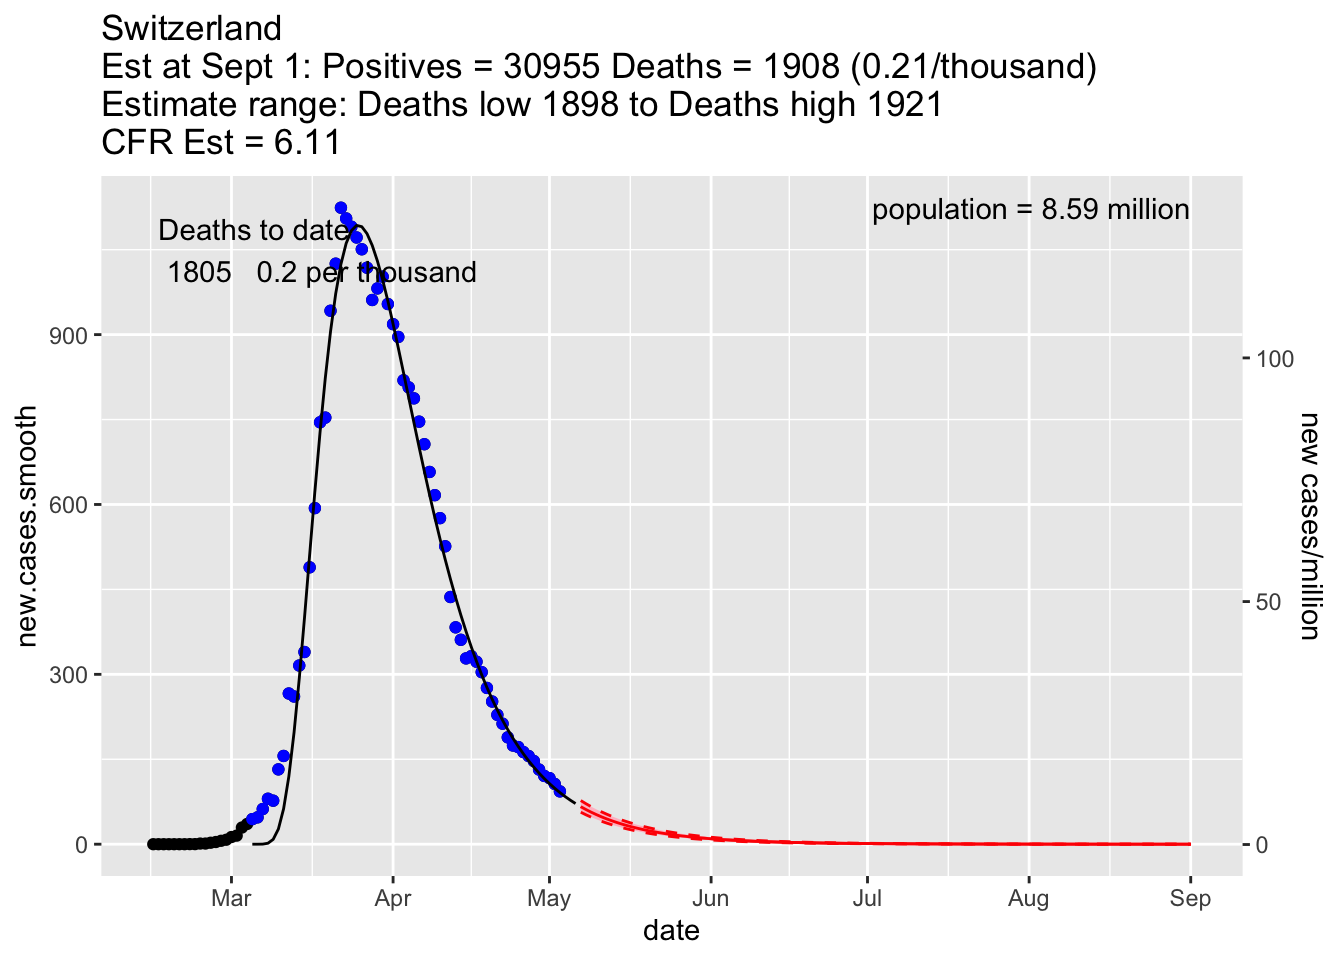 Switzerland
Est at Sept 1: Positives = 30955 Deaths = 1908 (0.21/thousand)
Estimate range: Deaths low 1898 to Deaths high 1921
CFR Est = 6.11
population = 8.59 million
Deaths to date
1805 0.2 per thousand
900
600
300
0
new.cases.smooth
100
50
0
new cases/million
Mar Apr May Jun Jul Aug Sep
date